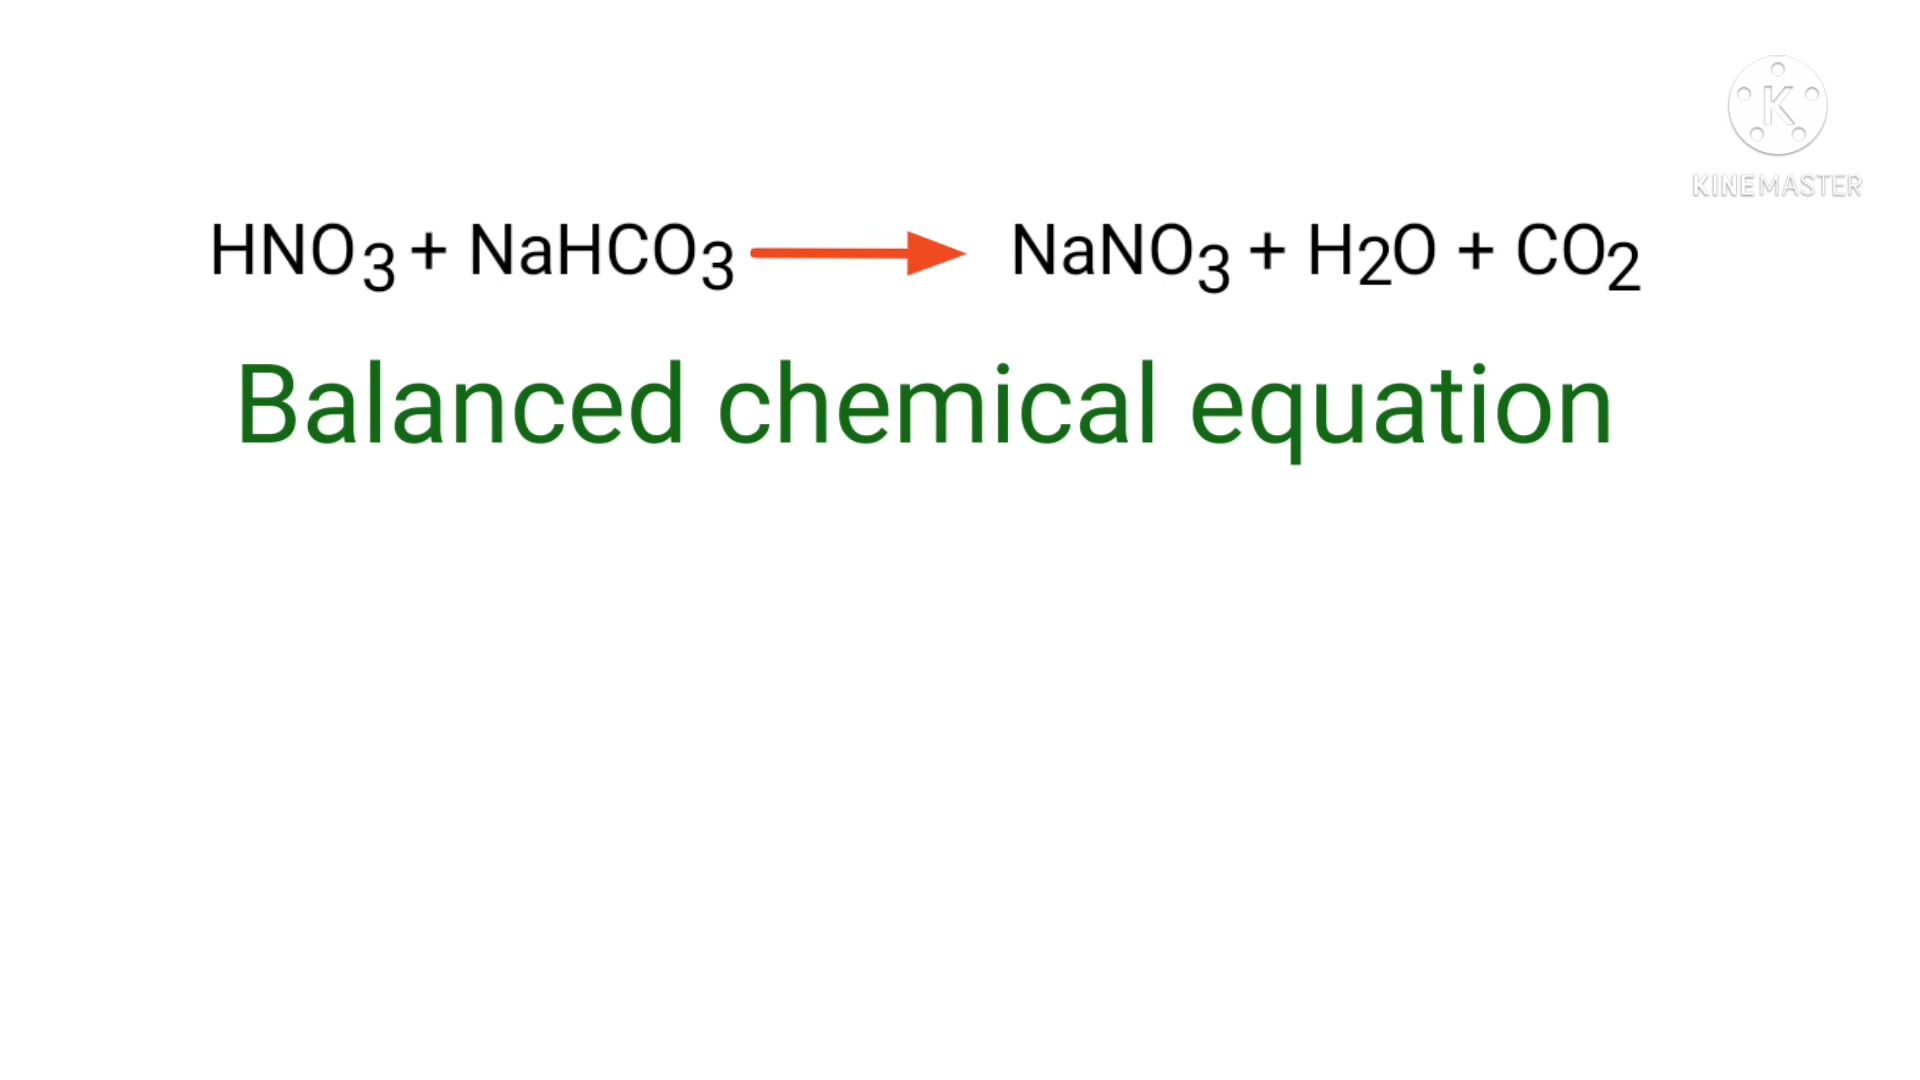 K
KINEMASTER
HNO3 + NaHCO3 NaNO3 + H2O + CO2
Balanced chemical equation